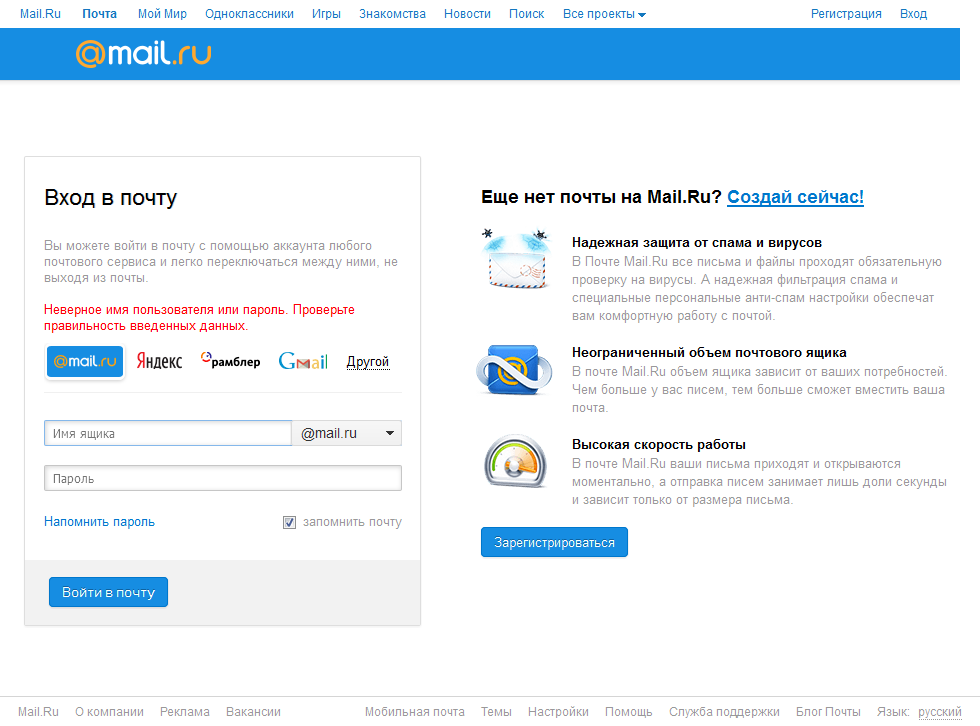 Mail.Ru Почта Мой Мир Одноклассники Игры Знакомства Новости Поиск Все проекты Регистрация Вход
@mail.ru
Вход в почту
Вы можете войти в почту с помощью аккаунта любого
почтового сервиса и легко переключаться между ними, не
выходя из почты.
Неверное имя пользователя или пароль. Проверьте
правильность введенных данных.
@mail.ru Яндекс Рамблер Gmail Другой
Имя ящика @mail.ru
Пароль
Напомнить пароль запомнить почту
Войти в почту
Еще нет почты на Mail.Ru? Создай сейчас!
Надежная защита от спама и вирусов
В Почте Mail.Ru все письма и файлы проходят обязательную
проверку на вирусы. А надежная фильтрация спама и
специальные персональные анти-спам настройки обеспечат
вам комфортную работу с почтой.
Неограниченный объем почтового ящика
В почте Mail.Ru объем ящика зависит от ваших потребностей.
Чем больше у вас писем, тем больше сможет вместить ваша
почта.
Высокая скорость работы
В почте Mail.Ru ваши письма приходят и открываются
моментально, а отправка писем занимает лишь доли секунды
и зависит только от размера письма.
Зарегистрироваться
Mail.Ru О компании Реклама Вакансии Мобильная почта Темы Настройки Помощь Служба поддержки Блог Почты Язык: русский